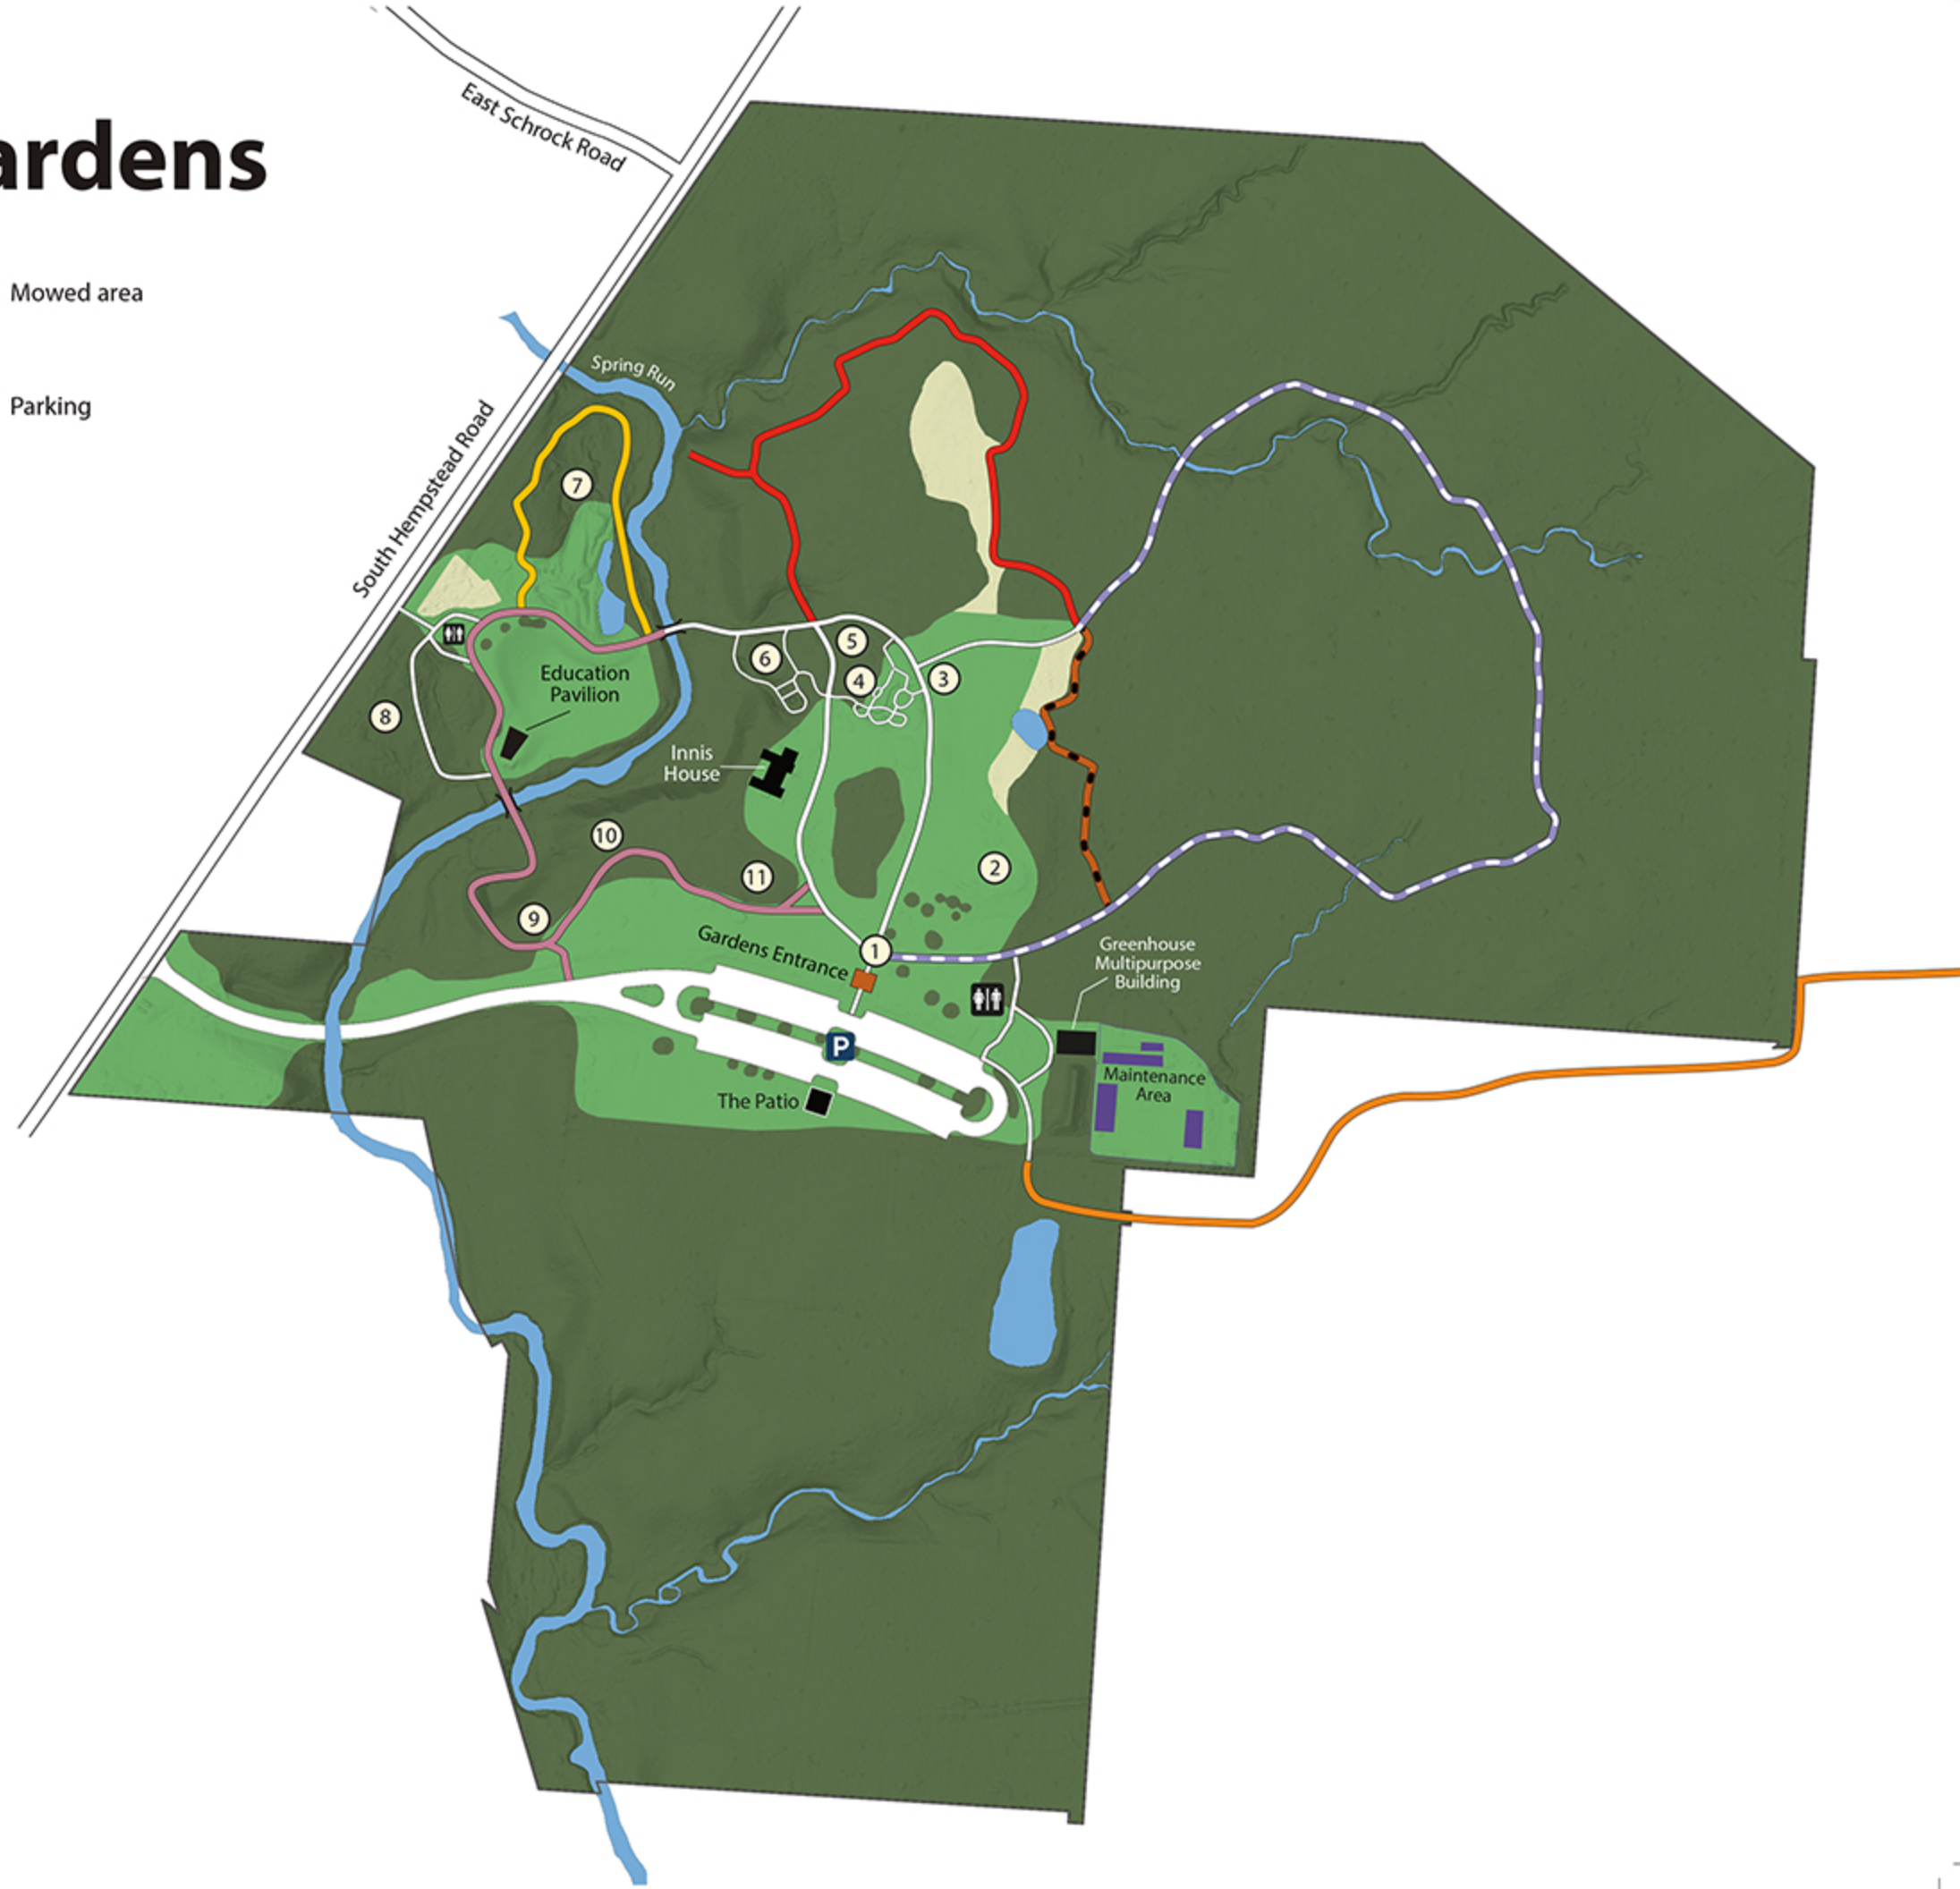 ardens
Mowed area
Parking
East Schrock Road
South Hempstead Road
Spring Run
7
5
6
4
3
Education
Pavilion
8
Innis
House
10
2
11
9
Gardens Entrance
1
Greenhouse
Multipurpose
Building
P
Maintenance
Area
The Patio